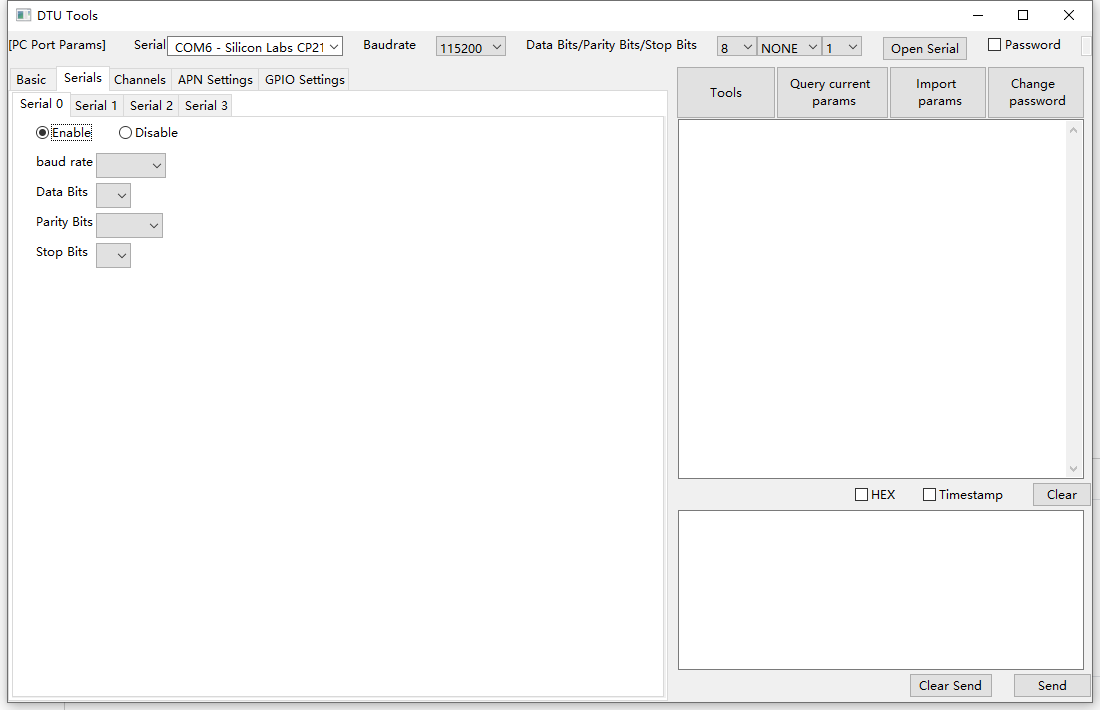 DTU Tools
[PC Port Params] Serial COM6 - Silicon Labs CP21 Baudrate 115200 Data Bits/Parity Bits/Stop Bits 8 NONE 1 Open Serial Password
Basic Serials Channels APN Settings GPIO Settings
Serial 0 Serial 1 Serial 2 Serial 3
Enable Disable
baud rate
Data Bits
Parity Bits
Stop Bits
Tools
Query current
params
Import
params
Change
password
HEX Timestamp Clear
Clear Send Send